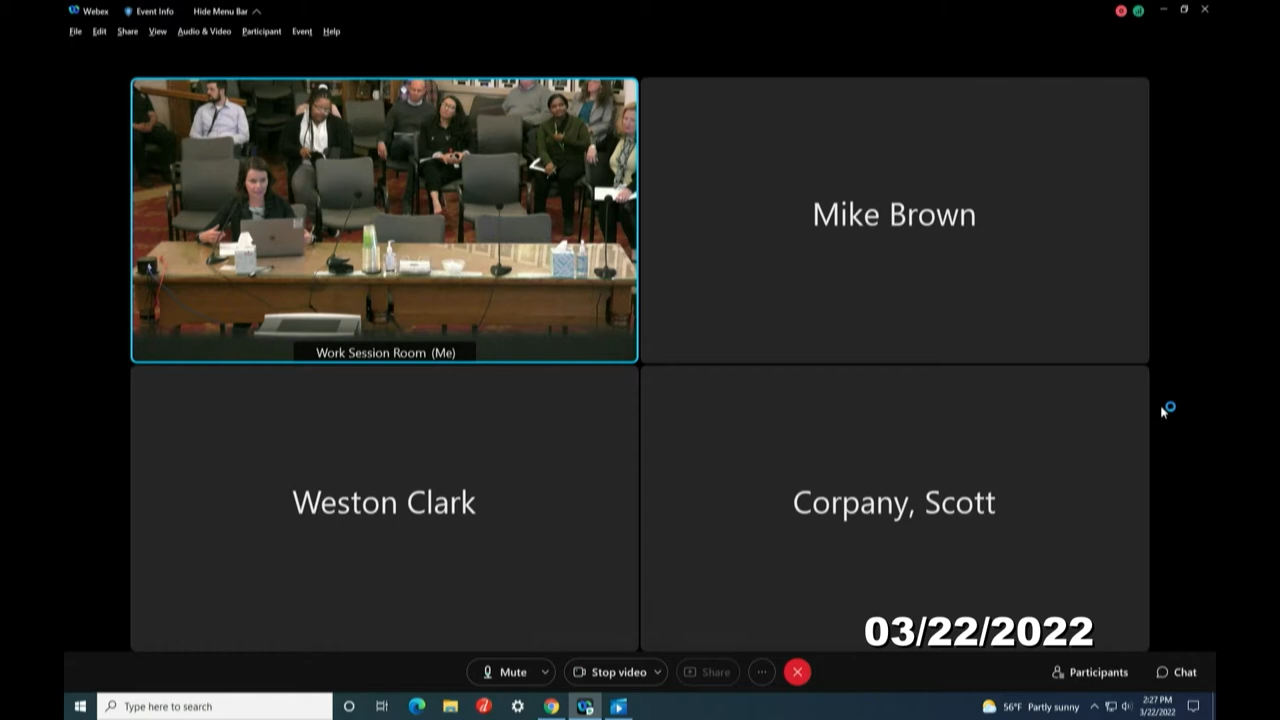 Webex Event Info Hide Menu Bar
File Edit Share View Audio & Video Participant Event Help
Work Session Room (Me)
Mike Brown
Weston Clark
Corpany, Scott
03/22/2022
Mute Stop video Share Participants Chat
Type here to search
56°F Partly sunny
2:27 PM
3/22/2022